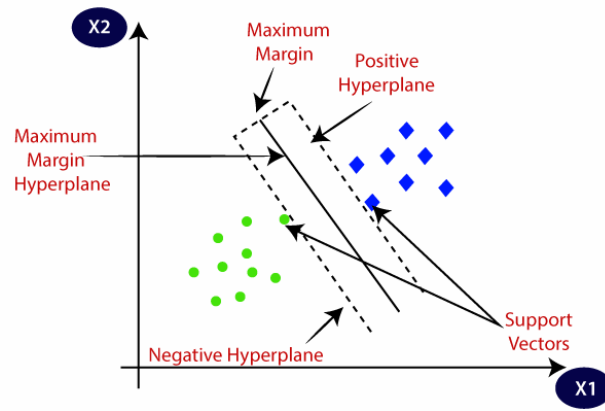 X2
Maximum
Margin
Positive
Hyperplane
Maximum
Margin
Hyperplane
Support
Vectors
Negative Hyperplane
X1